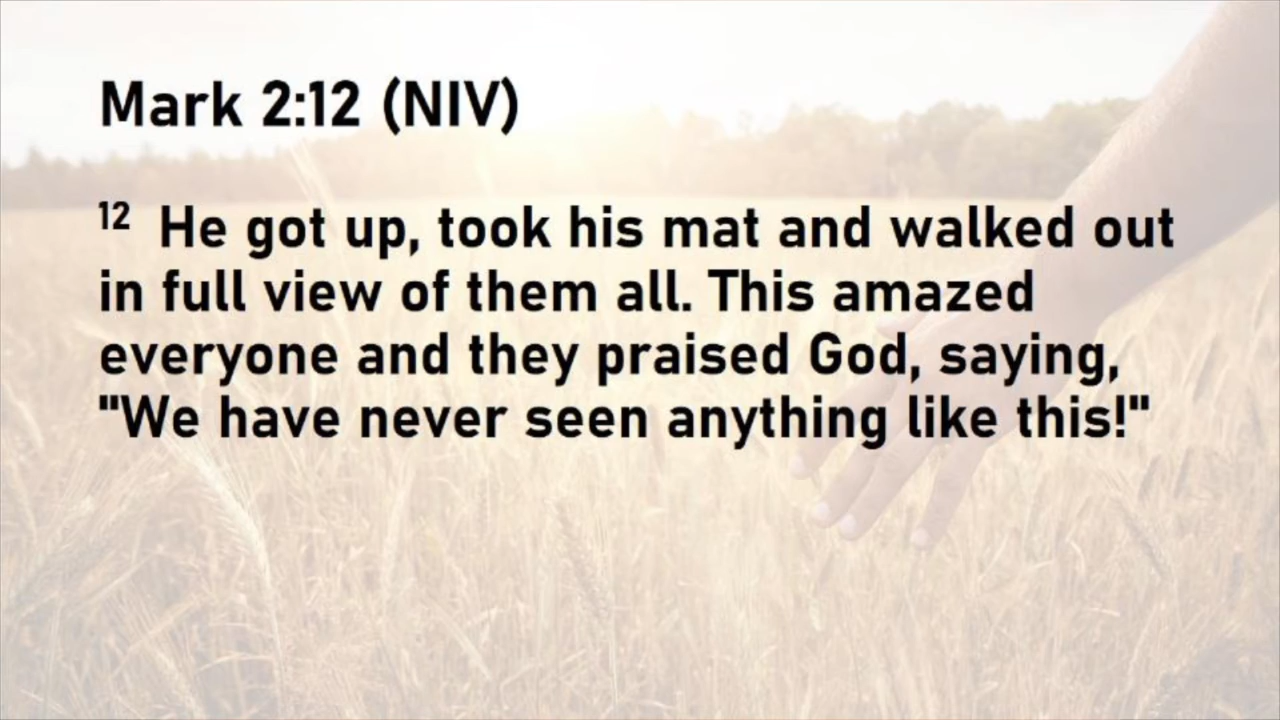 Mark 2:12 (NIV)
12 He got up, took his mat and walked out
in full view of them all. This amazed
everyone and they praised God, saying,
"We have never seen anything like this!"